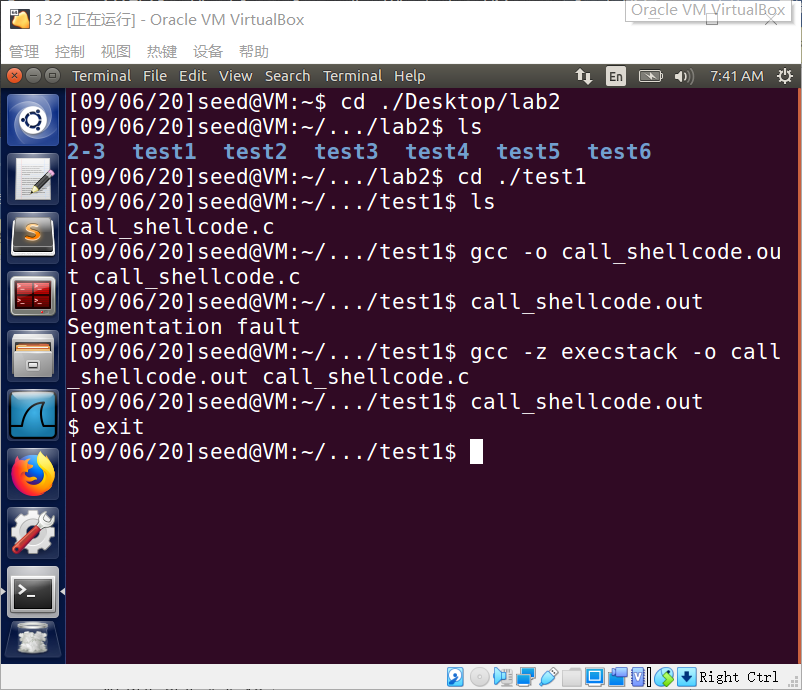 132 [正在运行] - Oracle VM VirtualBox
Oracle VM VirtualBox
管理 控制 视图 热键 设备 帮助
Terminal File Edit View Search Terminal Help En 7:41 AM
[09/06/20]seed@VM:~$ cd ./Desktop/lab2
[09/06/20]seed@VM:~/.../lab2$ ls
2-3 test1 test2 test3 test4 test5 test6
[09/06/20]seed@VM:~/.../lab2$ cd ./test1
[09/06/20]seed@VM:~/.../test1$ ls
call_shellcode.c
[09/06/20]seed@VM:~/.../test1$ gcc -o call_shellcode.ou
t call_shellcode.c
[09/06/20]seed@VM:~/.../test1$ call_shellcode.out
Segmentation fault
[09/06/20]seed@VM:~/.../test1$ gcc -z execstack -o call
_shellcode.out call_shellcode.c
[09/06/20]seed@VM:~/.../test1$ call_shellcode.out
$ exit
[09/06/20]seed@VM:~/.../test1$
Right Ctrl